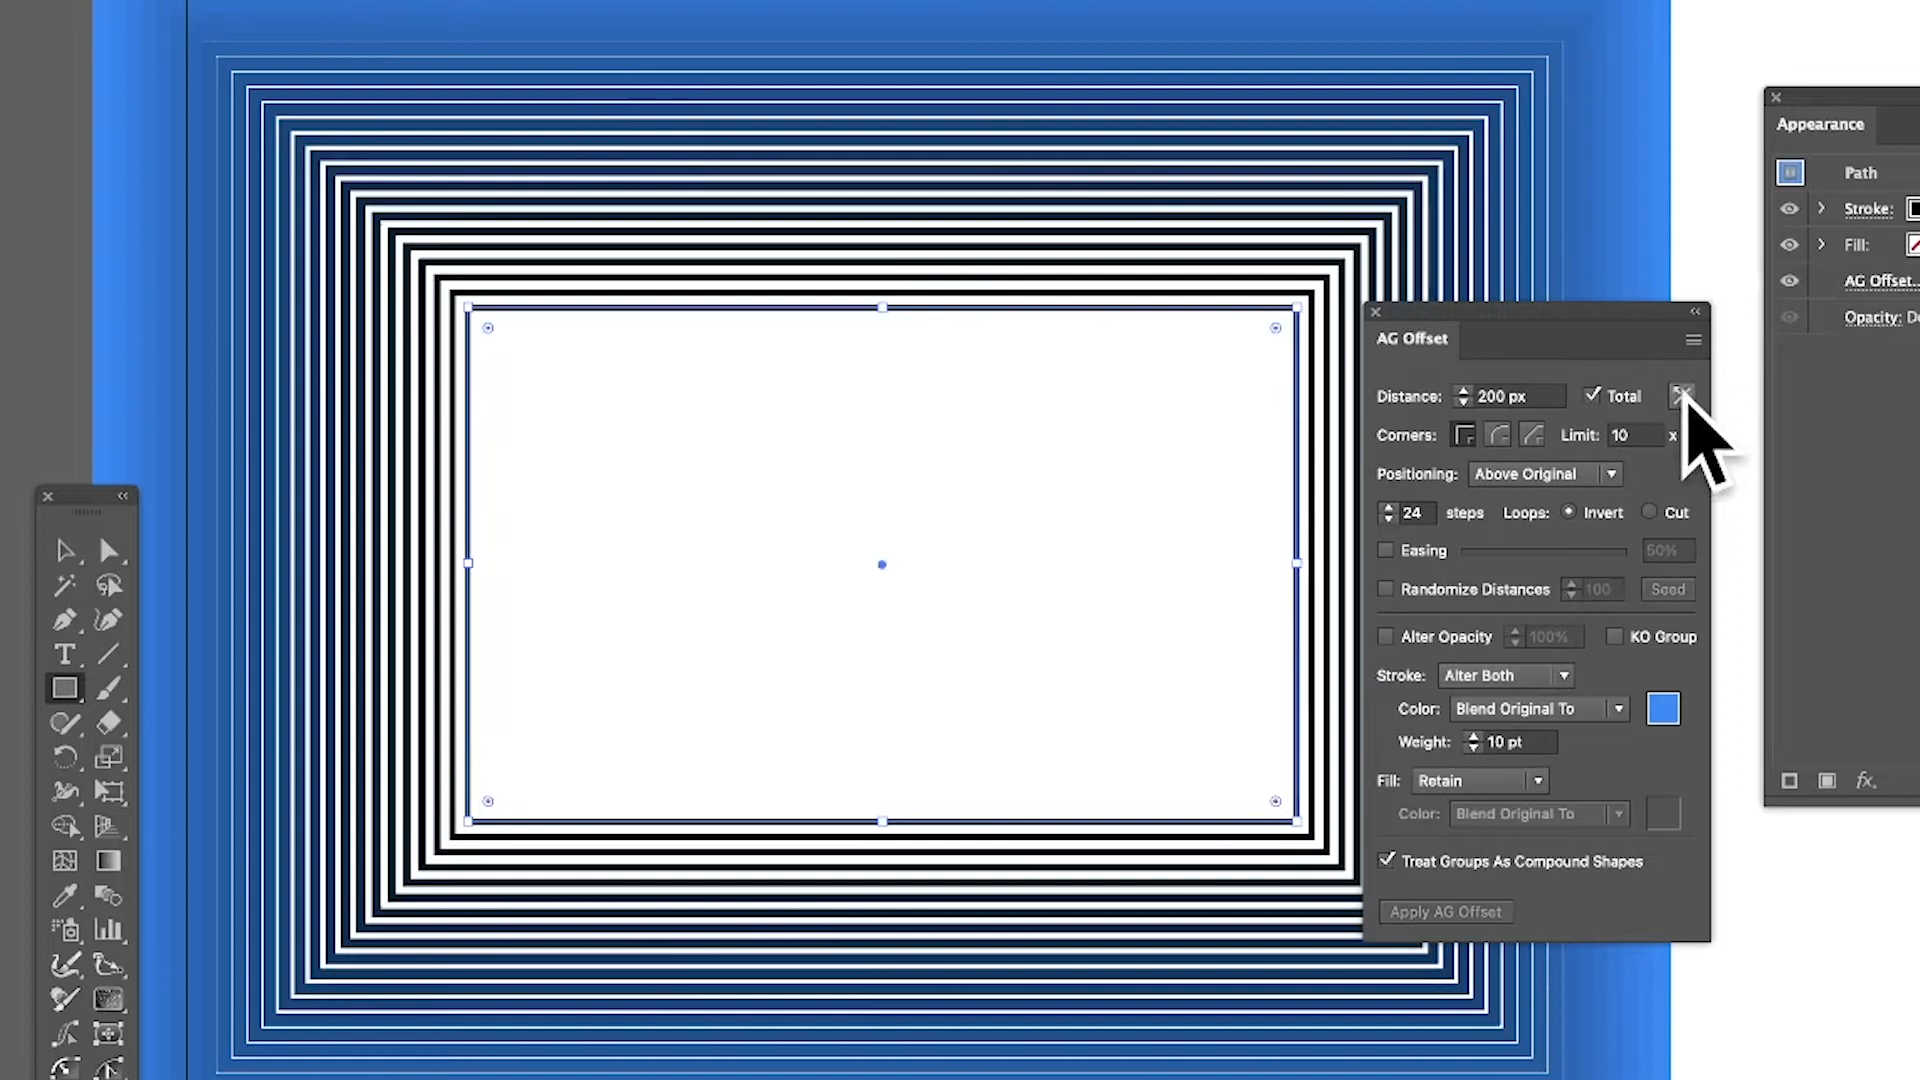 Appearance
Path
Stroke:
Fill:
AG Offset...
Opacity:
AG Offset
Distance: 200 px Total
Corners: Limit: 10 x
Positioning: Above Original
24 steps Loops: Invert Cut
Easing 50%
Randomize Distances 100 Seed
Alter Opacity 100% KO Group
Stroke: Alter Both
Color: Blend Original To
Weight: 10 pt
Fill: Retain
Color: Blend Original To
Treat Groups As Compound Shapes
Apply AG Offset
fx.